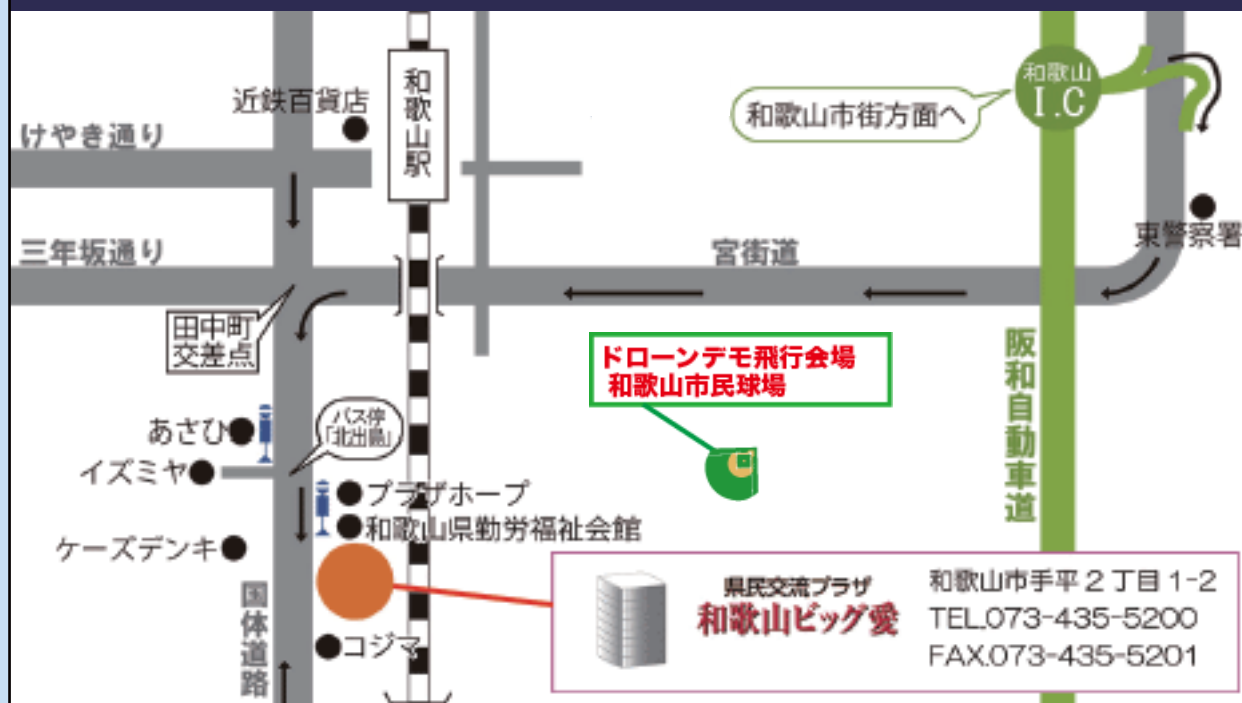 和歌山
I.C
和歌山市街方面へ
和歌山駅
近鉄百貨店
けやき通り
三年坂通り
宮街道
東警察署
田中町
交差点
ドローンデモ飛行会場
和歌山市民球場
阪和自動車道
あさひ
バス停
「北出島」
イズミヤ
プラザホープ
和歌山県勤労福祉会館
ケーズデンキ
国体道路
コジマ
県民交流プラザ
和歌山ビッグ愛
和歌山市手平2丁目1-2
TEL.073-435-5200
FAX.073-435-5201